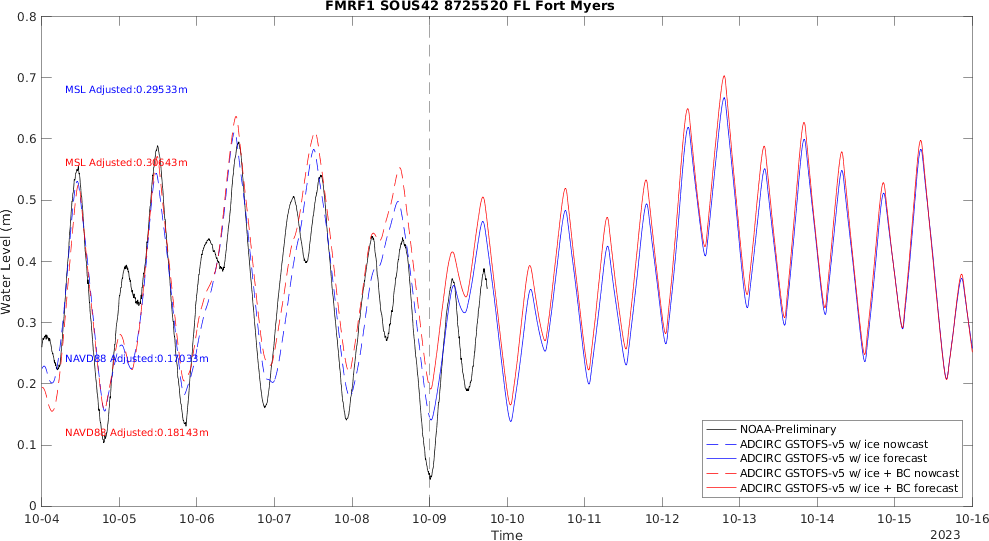 FMRF1 SOUS42 8725520 FL Fort Myers
0.8
0.7
0.6
0.5
0.4
0.3
0.2
0.1
0
Water Level (m)
MSL Adjusted:0.29533m
MSL Adjusted:0.30643m
NAVD88 Adjusted:0.17033m
NAVD88 Adjusted:0.18143m
NOAA-Preliminary
ADCIRC GSTOFS-v5 w/ ice nowcast
ADCIRC GSTOFS-v5 w/ ice forecast
ADCIRC GSTOFS-v5 w/ ice + BC nowcast
ADCIRC GSTOFS-v5 w/ ice + BC forecast
10-04 10-05 10-06 10-07 10-08 10-09 10-10 10-11 10-12 10-13 10-14 10-15 10-16
Time
2023